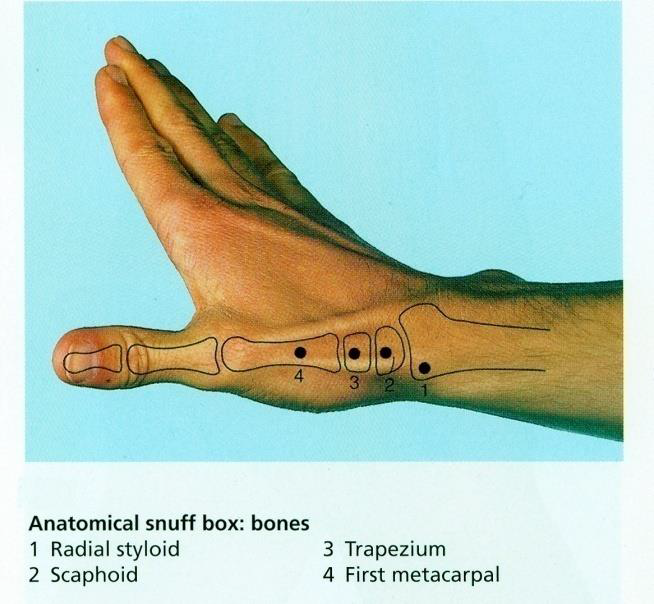 4
3
2
1
Anatomical snuff box: bones
1 Radial styloid
2 Scaphoid
3 Trapezium
4 First metacarpal